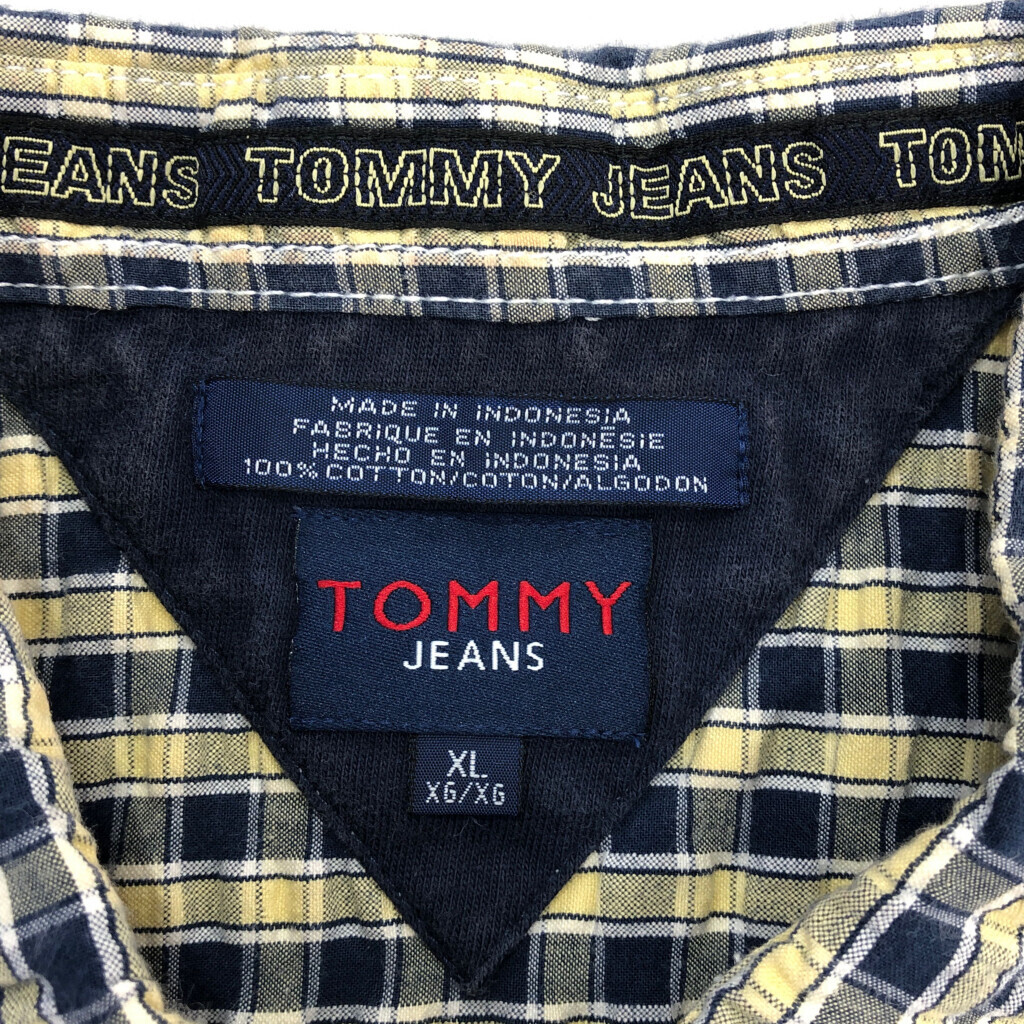 EANS TOMMY JEANS TOM
MADE IN INDONESIA
FABRIQUE EN INDONÉSIE
HECHO EN INDONESIA
100% COTTON/COTON/ALGODON
TOMMY
JEANS
XL
XG/XG